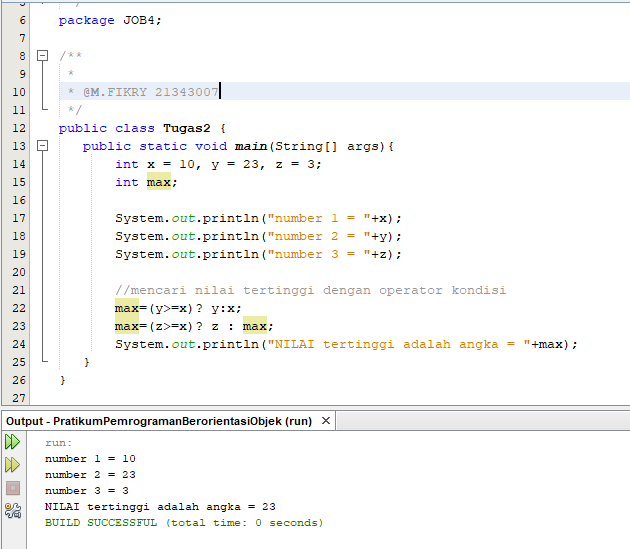 5 */
6 package JOB4;
7
8 /**
9 *
10 * @M.FIKRY 21343007
11 */
12 public class Tugas2 {
13 public static void main(String[] args){
14 int x = 10, y = 23, z = 3;
15 int max;
16
17 System.out.println("number 1 = "+x);
18 System.out.println("number 2 = "+y);
19 System.out.println("number 3 = "+z);
20
21 //mencari nilai tertinggi dengan operator kondisi
22 max=(y>=x)? y:x;
23 max=(z>=x)? z : max;
24 System.out.println("NILAI tertinggi adalah angka = "+max);
25 }
26 }
27
Output - PratikumPemrogramanBerorientasiObjek (run) ×
run:
number 1 = 10
number 2 = 23
number 3 = 3
NILAI tertinggi adalah angka = 23
BUILD SUCCESSFUL (total time: 0 seconds)